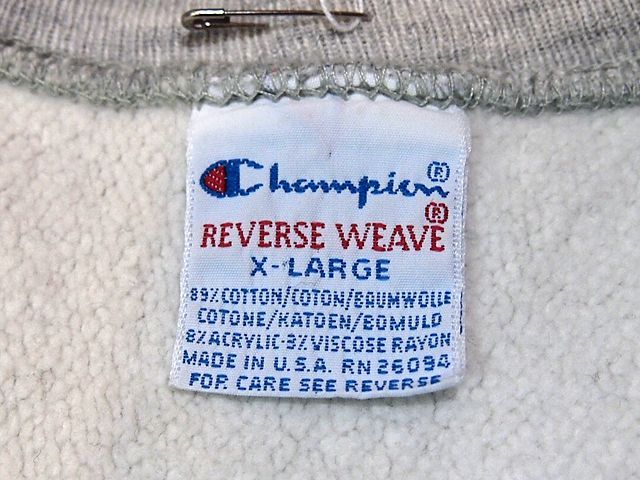 Champion®
REVERSE WEAVE®
X-LARGE
89% COTTON/COTON/BAUMWOLLE
COTONE/KATOEN/BOMULD
8% ACRYLIC-3% VISCOSE RAYON
MADE IN U.S.A. RN 26094
FOR CARE SEE REVERSE